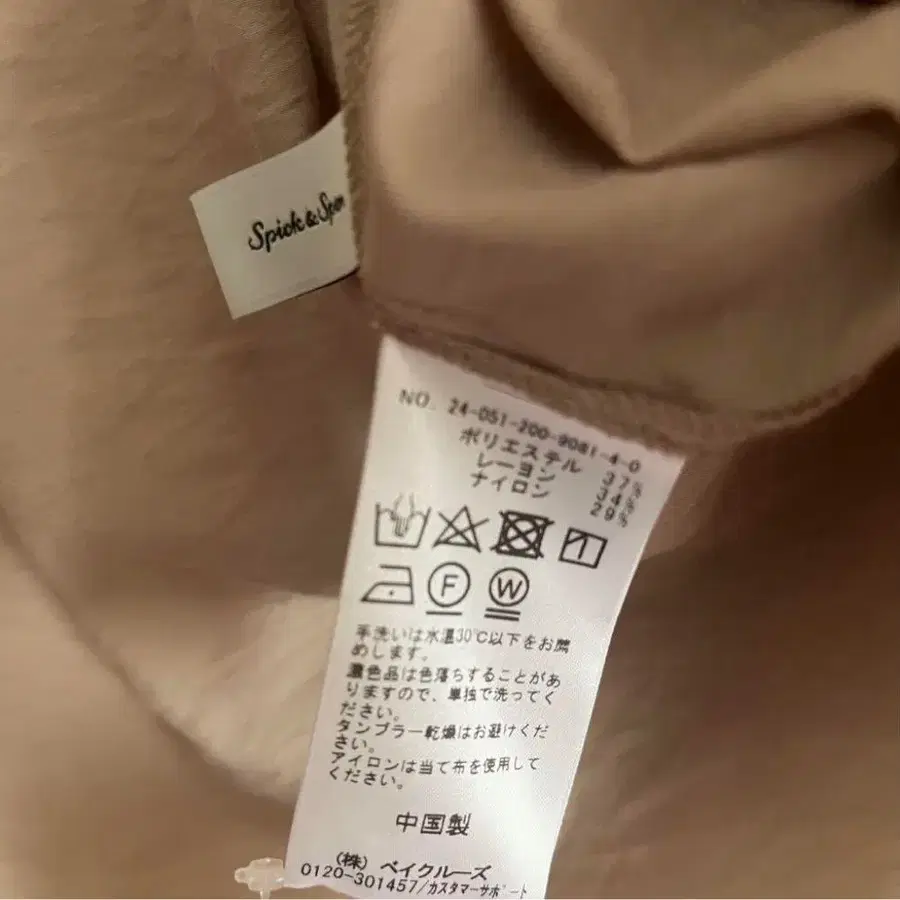 Spick & Span
NO. 24-051-200-9081-4-0
ポリエステル 37%
レーヨン 34%
ナイロン 29%
F W
手洗いは水温30℃以下をお薦
めします。
濃色品は色落ちすることがあ
りますので、単独で洗ってく
ださい。
タンブラー乾燥はお避けくだ
さい。
アイロンは当て布を使用して
ください。
中国製
(株) ベイクルーズ
0120-301457/カスタマーサポート